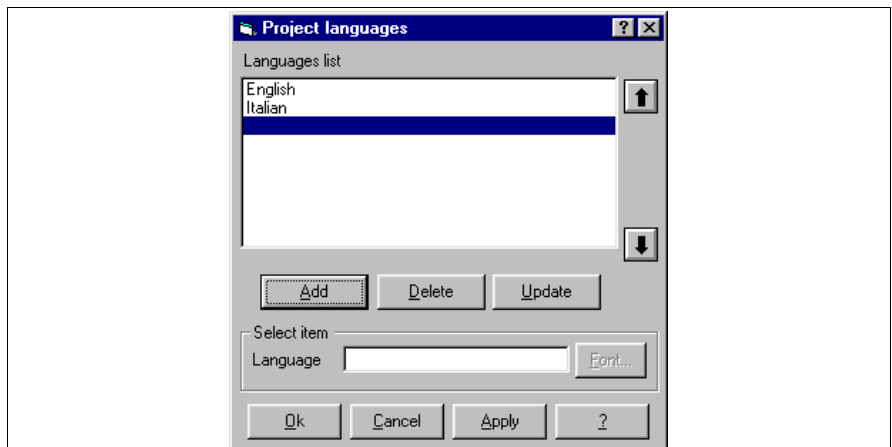 Project languages ?
Languages list
English
Italian
Add Delete Update
Select item
Language Font...
Ok Cancel Apply ?